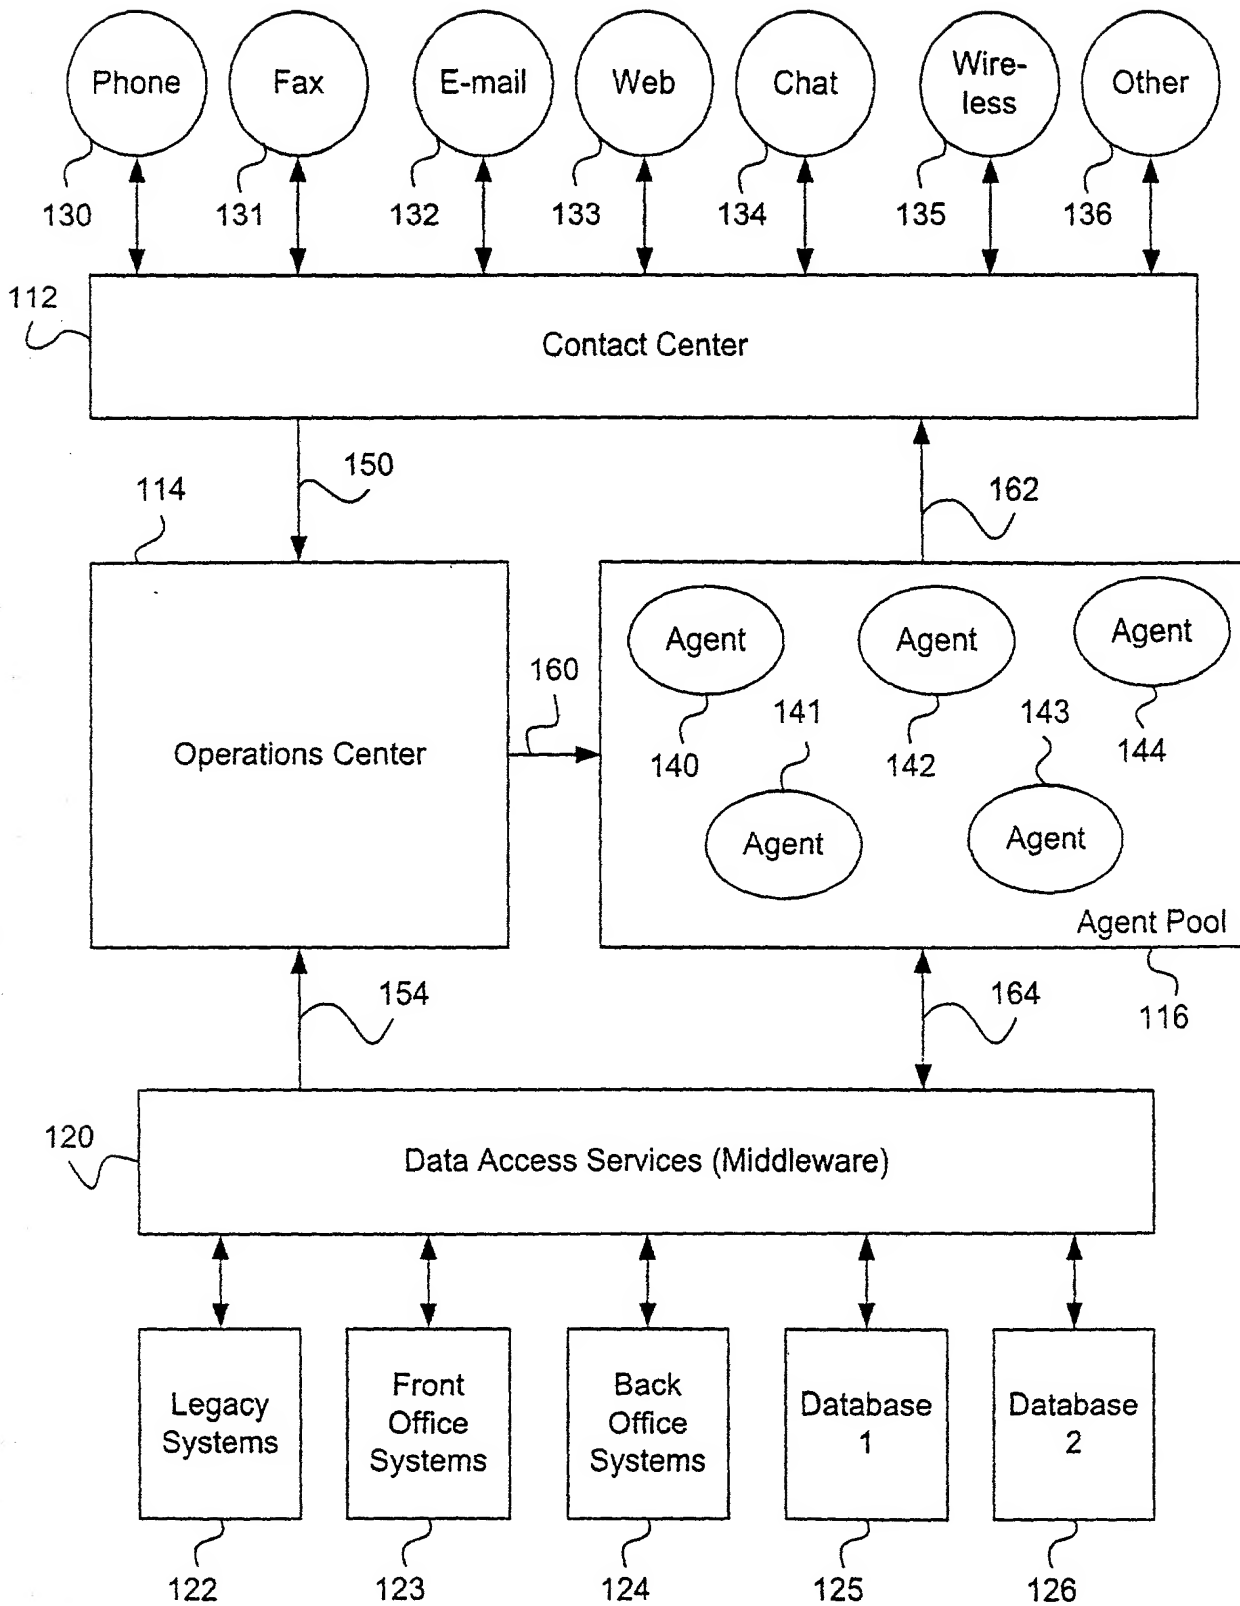 Phone
Fax
E-mail
Web
Chat
Wire-
less
Other
130
131
132
133
134
135
136
112
Contact Center
150
162
114
Agent
Agent
Agent
160
141
143
140
142
144
Operations Center
Agent
Agent
Agent Pool
154
164
116
120
Data Access Services (Middleware)
Legacy
Systems
Front
Office
Systems
Back
Office
Systems
Database
1
Database
2
122
123
124
125
126